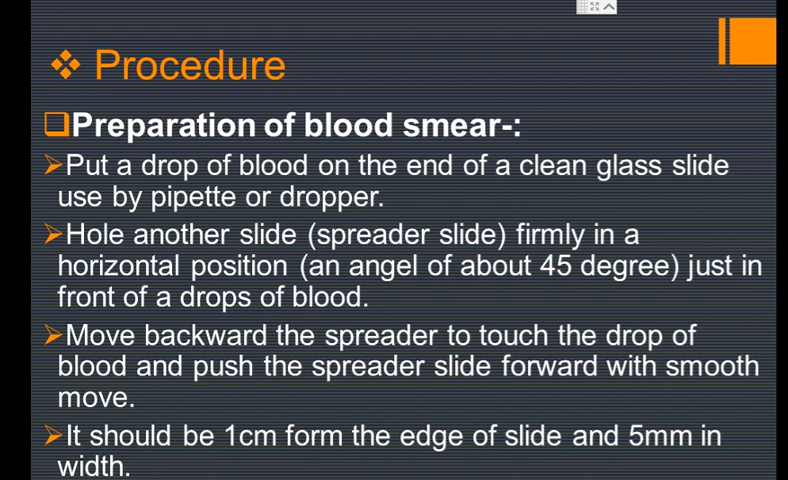 Procedure
Preparation of blood smear-:
Put a drop of blood on the end of a clean glass slide
use by pipette or dropper.
Hole another slide (spreader slide) firmly in a
horizontal position (an angel of about 45 degree) just in
front of a drops of blood.
Move backward the spreader to touch the drop of
blood and push the spreader slide forward with smooth
move.
It should be 1cm form the edge of slide and 5mm in
width.